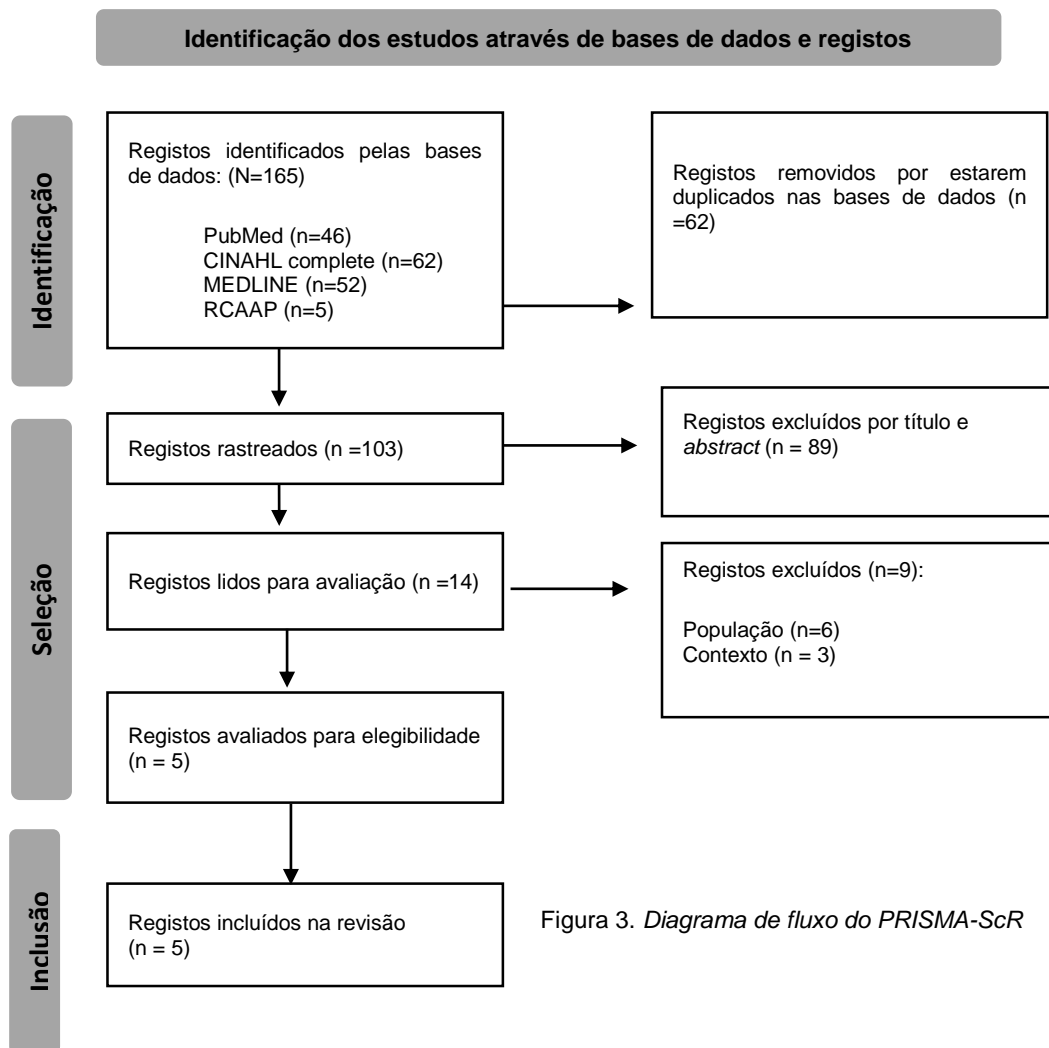 Identificação dos estudos através de bases de dados e registos
Identificação
Registos identificados pelas bases
de dados: (N=165)
PubMed (n=46)
CINAHL complete (n=62)
MEDLINE (n=52)
RCAAP (n=5)
Registos removidos por estarem
duplicados nas bases de dados (n
=62)
Seleção
Registos rastreados (n =103)
Registos excluídos por título e
abstract (n = 89)
Registos lidos para avaliação (n =14)
Registos excluídos (n=9):
População (n=6)
Contexto (n = 3)
Registos avaliados para elegibilidade
(n = 5)
Inclusão
Registos incluídos na revisão
(n = 5)
Figura 3. Diagrama de fluxo do PRISMA-ScR